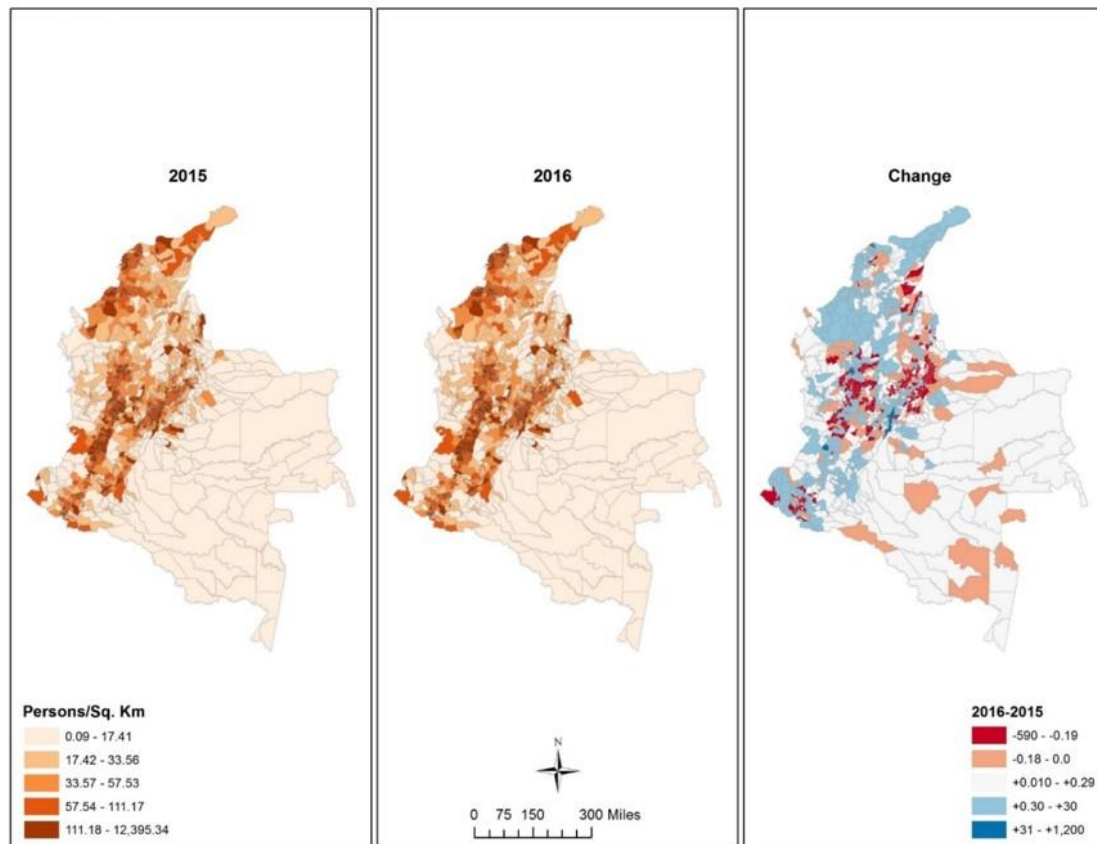 2015
2016
Change
Persons/Sq. Km
0.09 - 17.41
17.42 - 33.56
33.57 - 57.53
57.54 - 111.17
111.18 - 12,395.34
N
0 75 150 300 Miles
2016-2015
-590 - -0.19
-0.18 - 0.0
+0.010 - +0.29
+0.30 - +30
+31 - +1,200